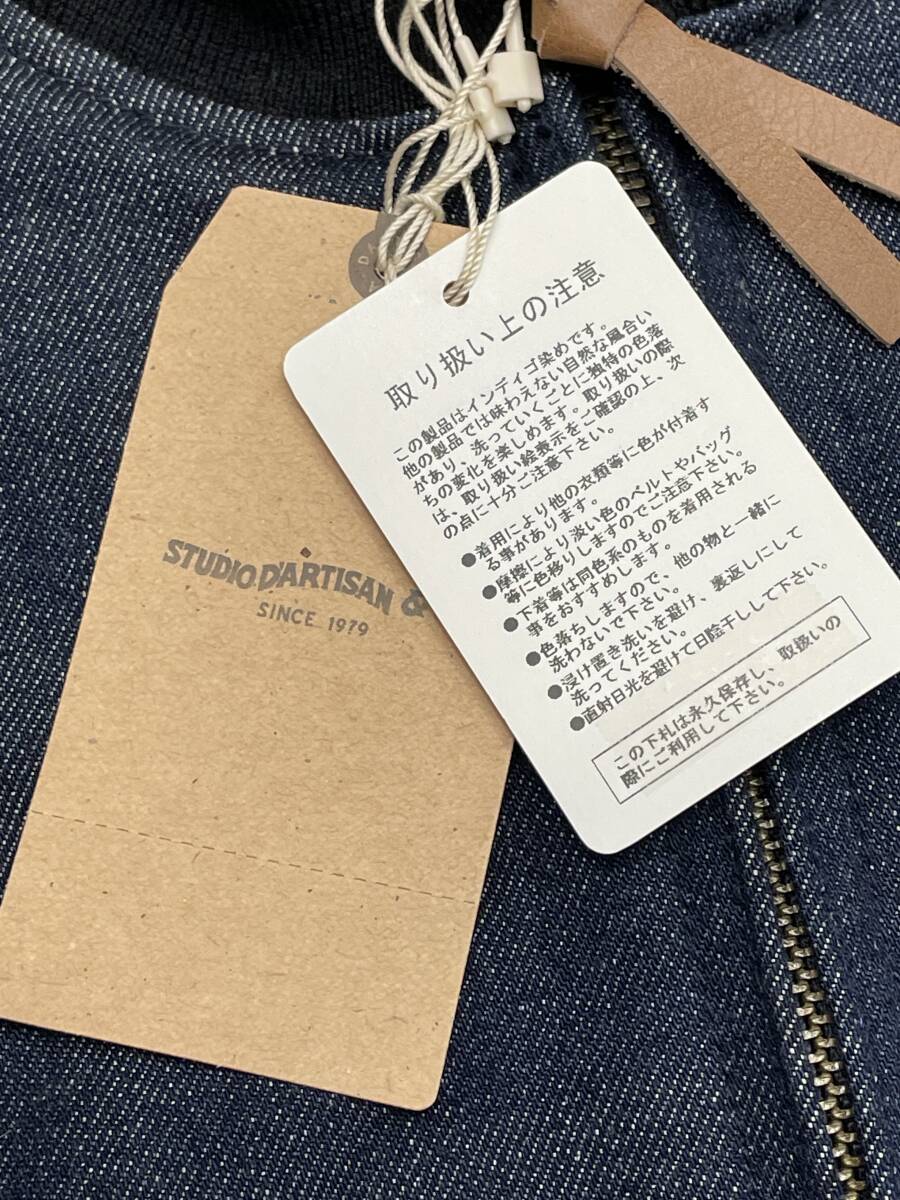 STUDIO D'ARTISAN &
SINCE 1979
取り扱い上の注意
この製品はインディゴ染めです。
他の製品では味わえない自然な風合い
があり、洗っていくごとに独特の色落
ちの変化を楽しめます。取り扱いの際
は、取り扱い絵表示をご確認の上、次
の点に十分ご注意下さい。
●着用により他の衣類等に色が付着す
る事があります。
●摩擦により淡い色のベルトやバッグ
等に色移りしますのでご注意下さい。
●下着等は同色系のものを着用される
事をおすすめします。
●色落ちしますので、他の物と一緒に
洗わないで下さい。
●浸け置き洗いを避け、裏返しにして
洗ってください。
●直射日光を避けて日陰干しして下さい。
この下札は永久保存し、取扱いの
際にご利用して下さい。